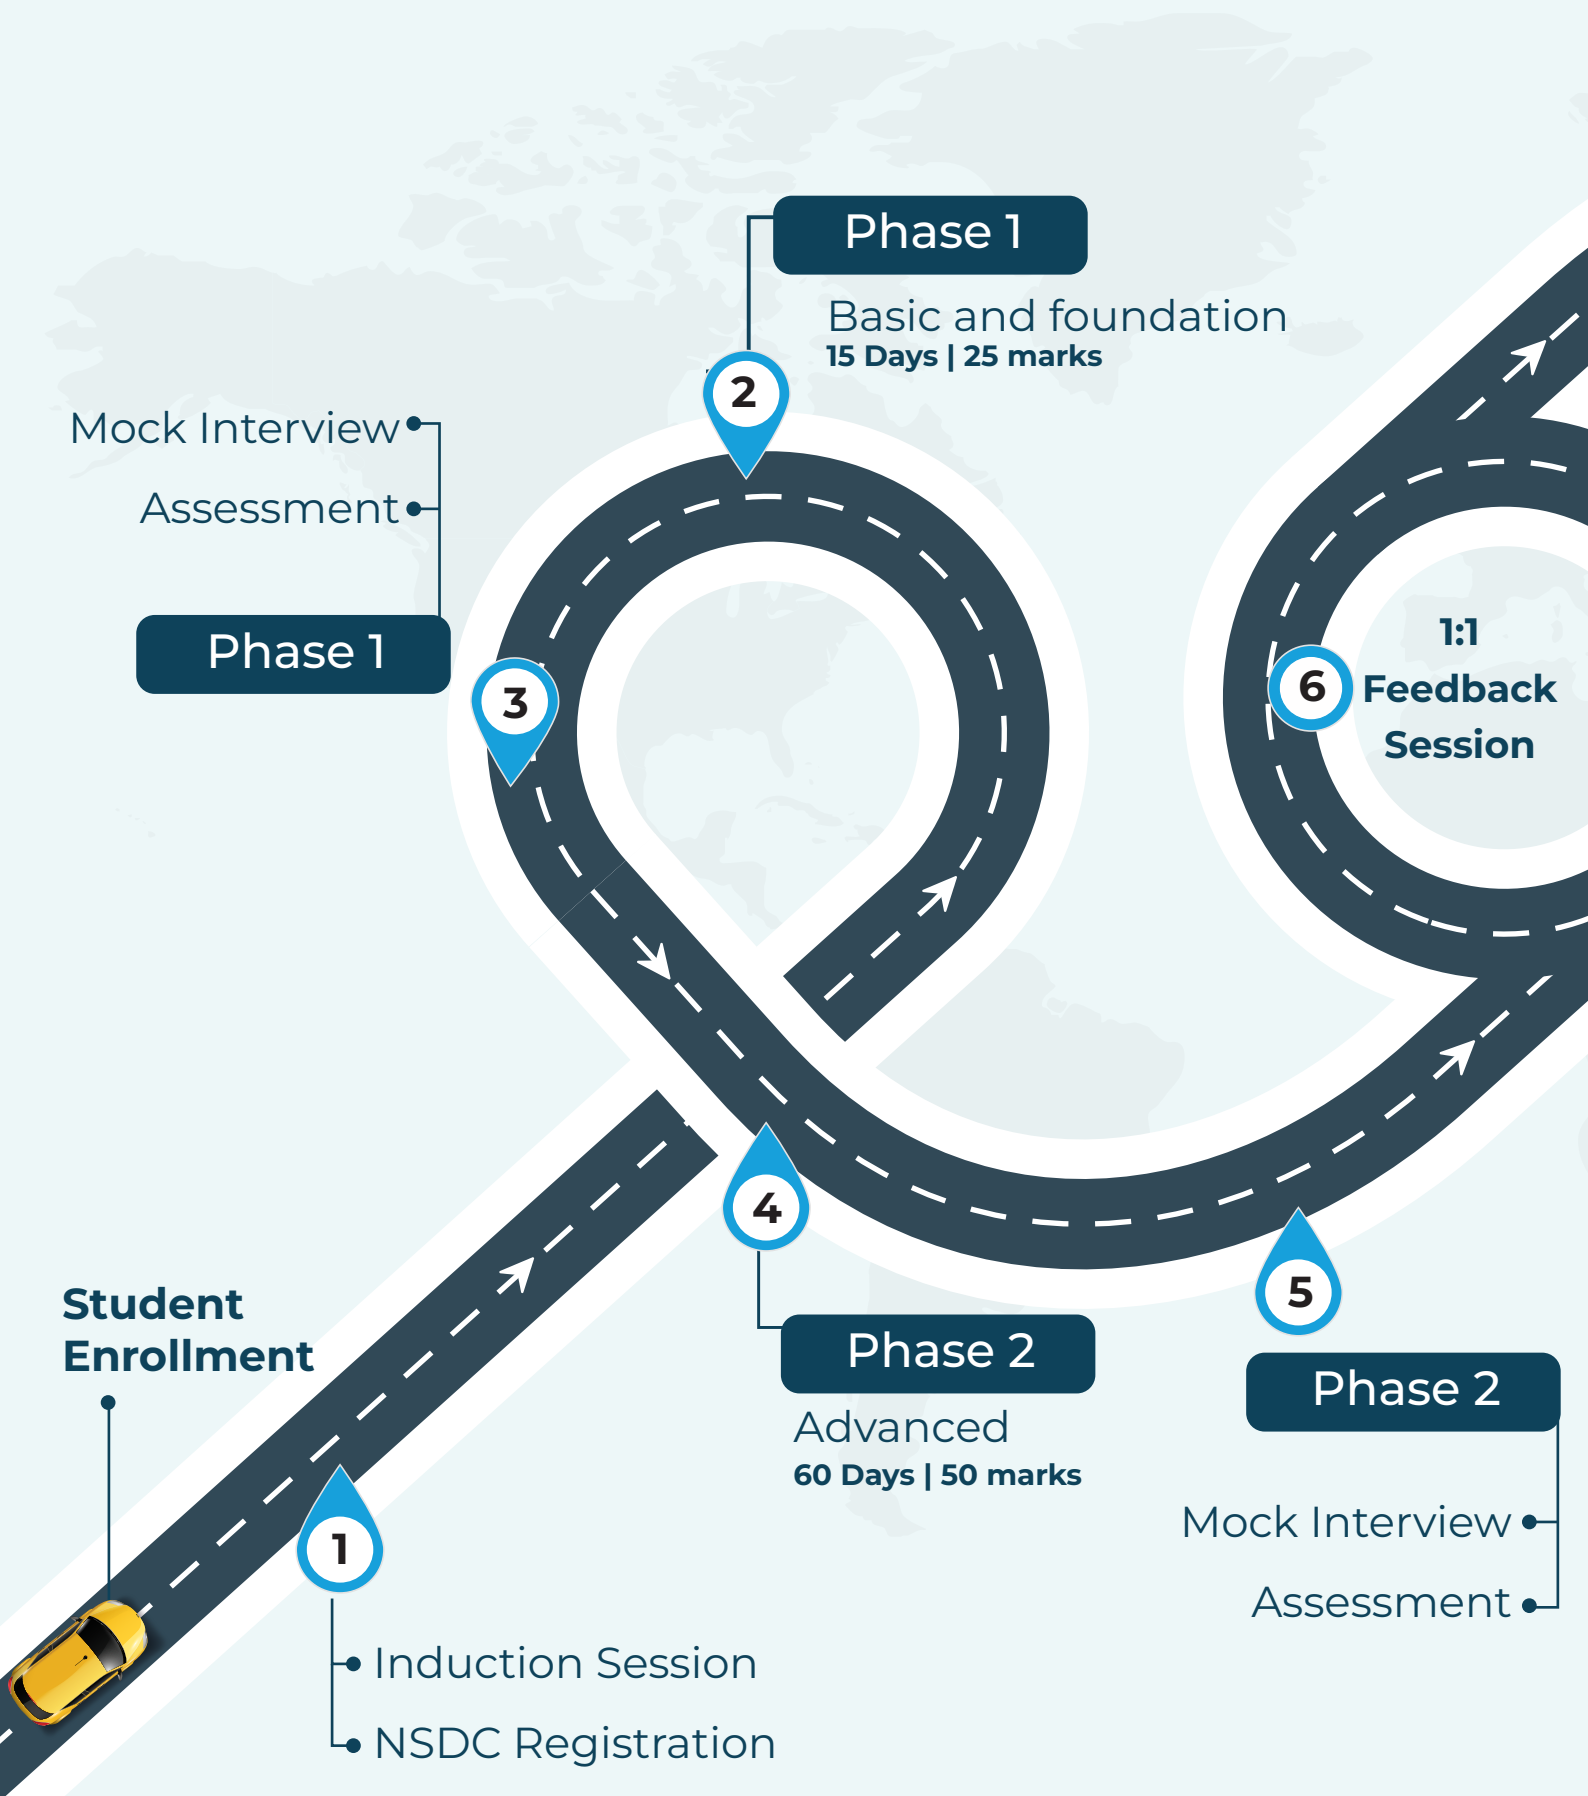 Phase 1
Basic and foundation
15 Days | 25 marks
2
Mock Interview
Assessment
Phase 1
3
1:1
Feedback
Session
6
4
Phase 2
Advanced
60 Days | 50 marks
5
Phase 2
Mock Interview
Assessment
Student
Enrollment
1
Induction Session
NSDC Registration